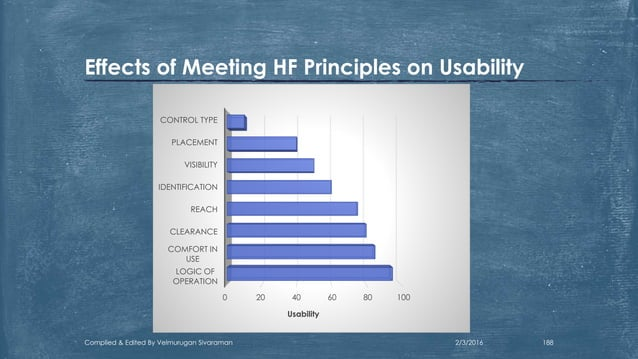 Effects of Meeting HF Principles on Usability
CONTROL TYPE
PLACEMENT
VISIBILITY
IDENTIFICATION
REACH
CLEARANCE
COMFORT IN
USE
LOGIC OF
OPERATION
0 20 40 60 80 100
Usability
Complied & Edited By Velmurugan Sivaraman 2/3/2016 188